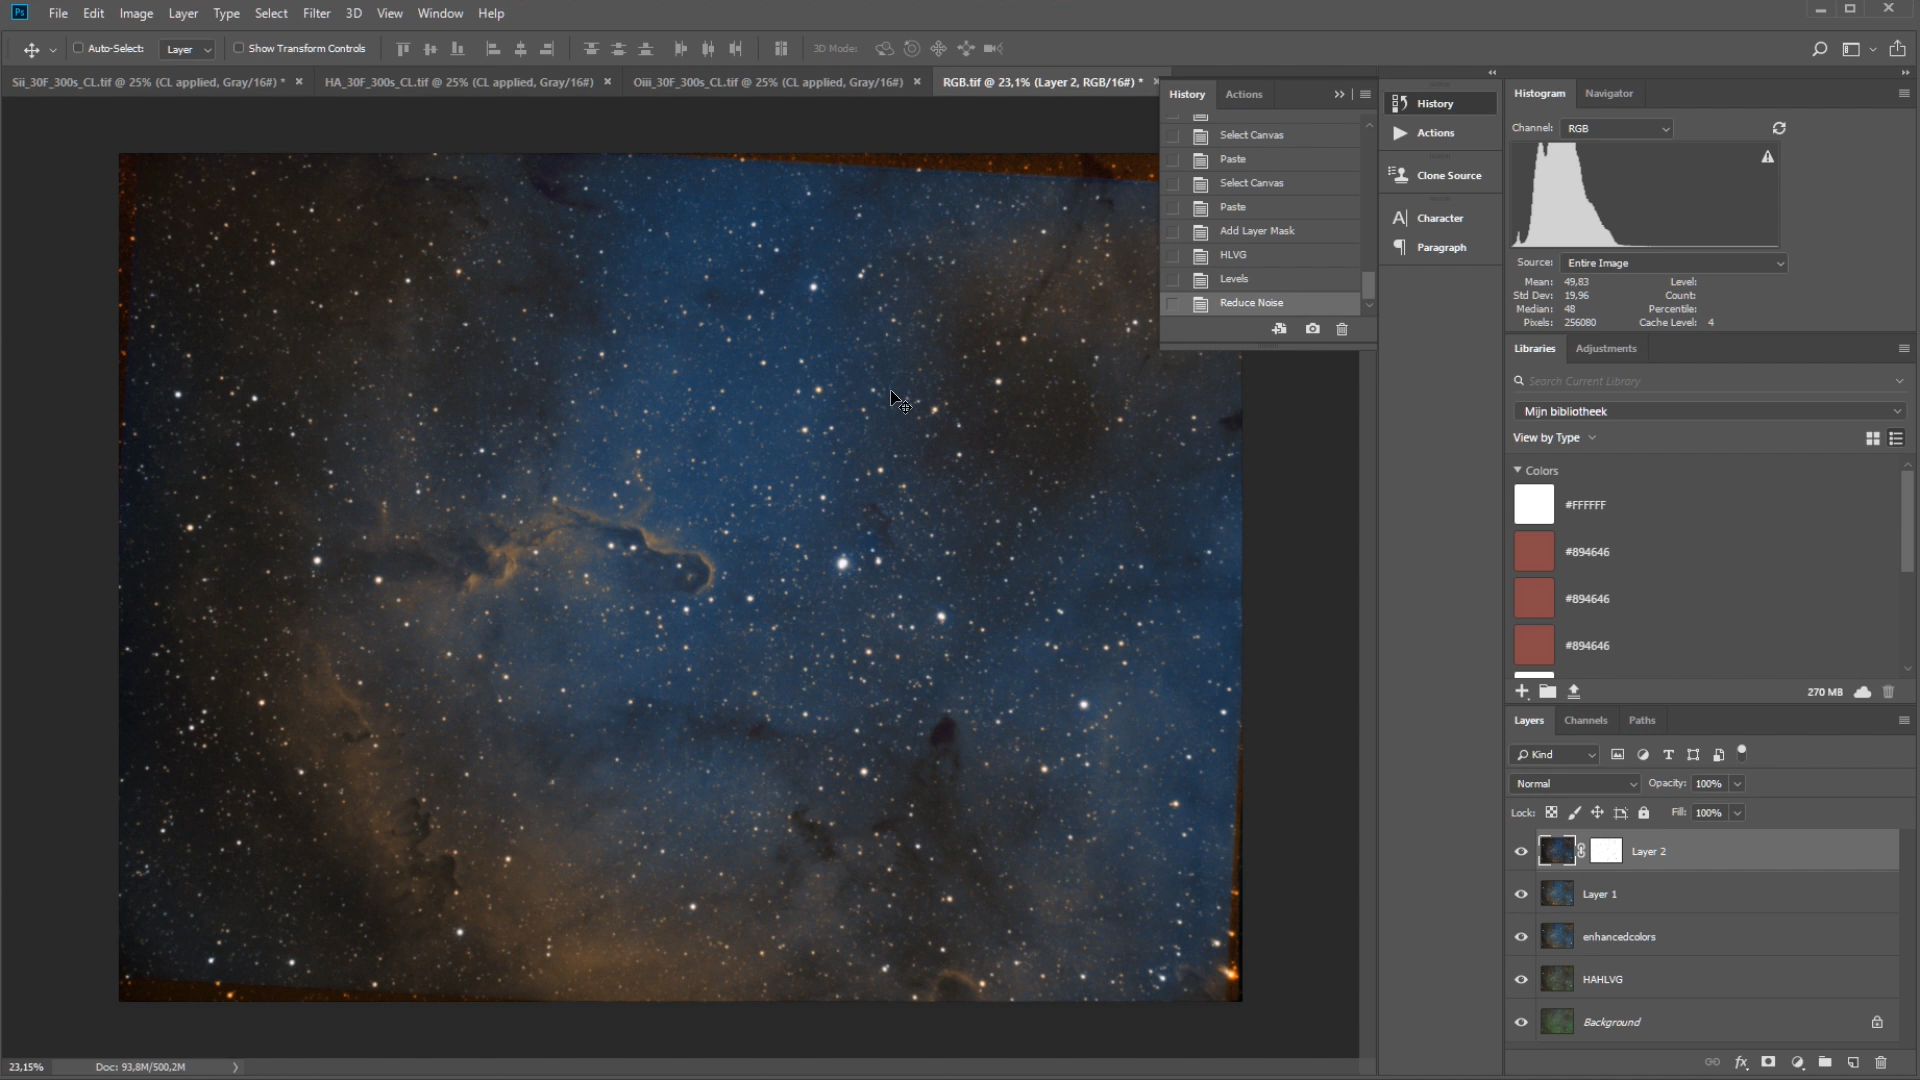 Ps File Edit Image Layer Type Select Filter 3D View Window Help
Auto-Select: Layer Show Transform Controls 3D Mode:
Sii_30F_300s_CL.tif @ 25% (CL applied, Gray/16#) * × HA_30F_300s_CL.tif @ 25% (CL applied, Gray/16#) × Oiii_30F_300s_CL.tif @ 25% (CL applied, Gray/16#) × RGB.tif @ 23,1% (Layer 2, RGB/16#) * ×
History Actions
Select Canvas
Paste
Select Canvas
Paste
Add Layer Mask
HLVG
Levels
Reduce Noise
History
Actions
Clone Source
Character
Paragraph
Histogram Navigator
Channel: RGB
Source: Entire Image
Mean: 49,83 Level:
Std Dev: 19,96 Count:
Median: 48 Percentile:
Pixels: 256080 Cache Level: 4
Libraries Adjustments
Search Current Library
Mijn bibliotheek
View by Type
Colors
#FFFFFF
#894646
#894646
#894646
270 MB
Layers Channels Paths
Kind
Normal Opacity: 100%
Lock: Fill: 100%
Layer 2
Layer 1
enhancedcolors
HAHLVG
Background
23,15% Doc: 93,8M/500,2M